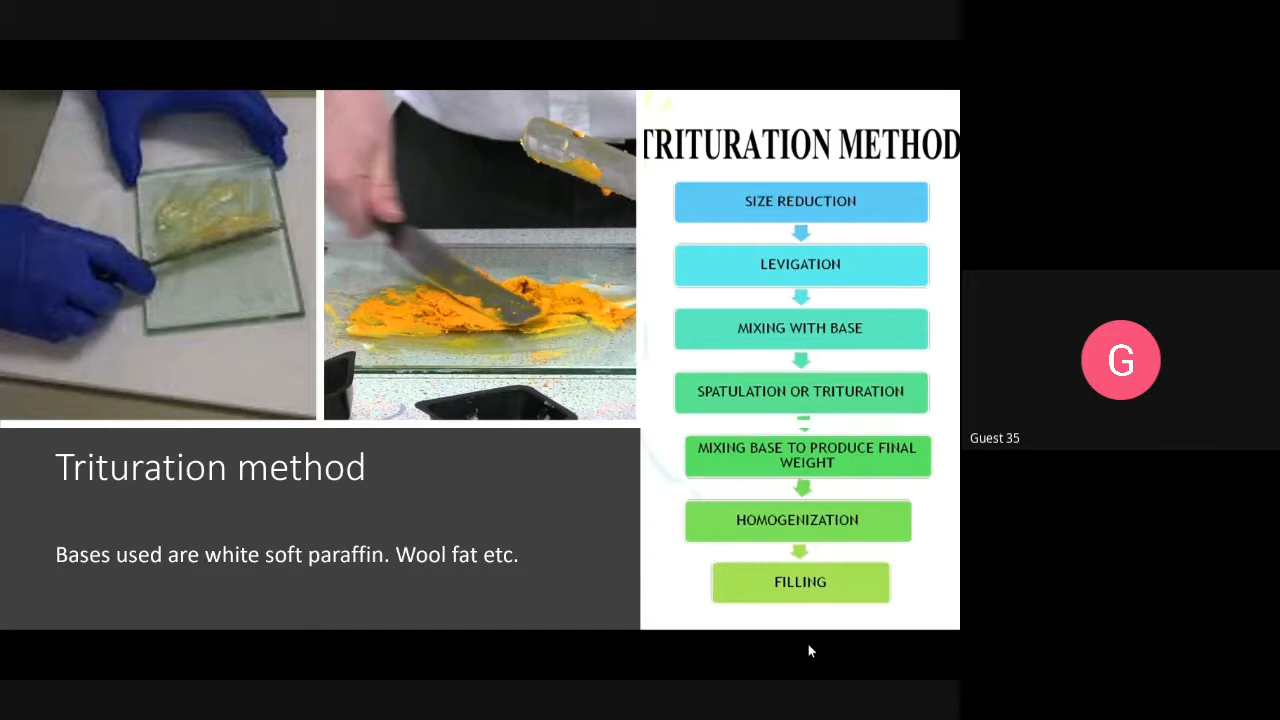 TRITURATION METHOD
SIZE REDUCTION
LEVIGATION
MIXING WITH BASE
SPATULATION OR TRITURATION
MIXING BASE TO PRODUCE FINAL
WEIGHT
HOMOGENIZATION
FILLING
Trituration method
Bases used are white soft paraffin. Wool fat etc.
G
Guest 35